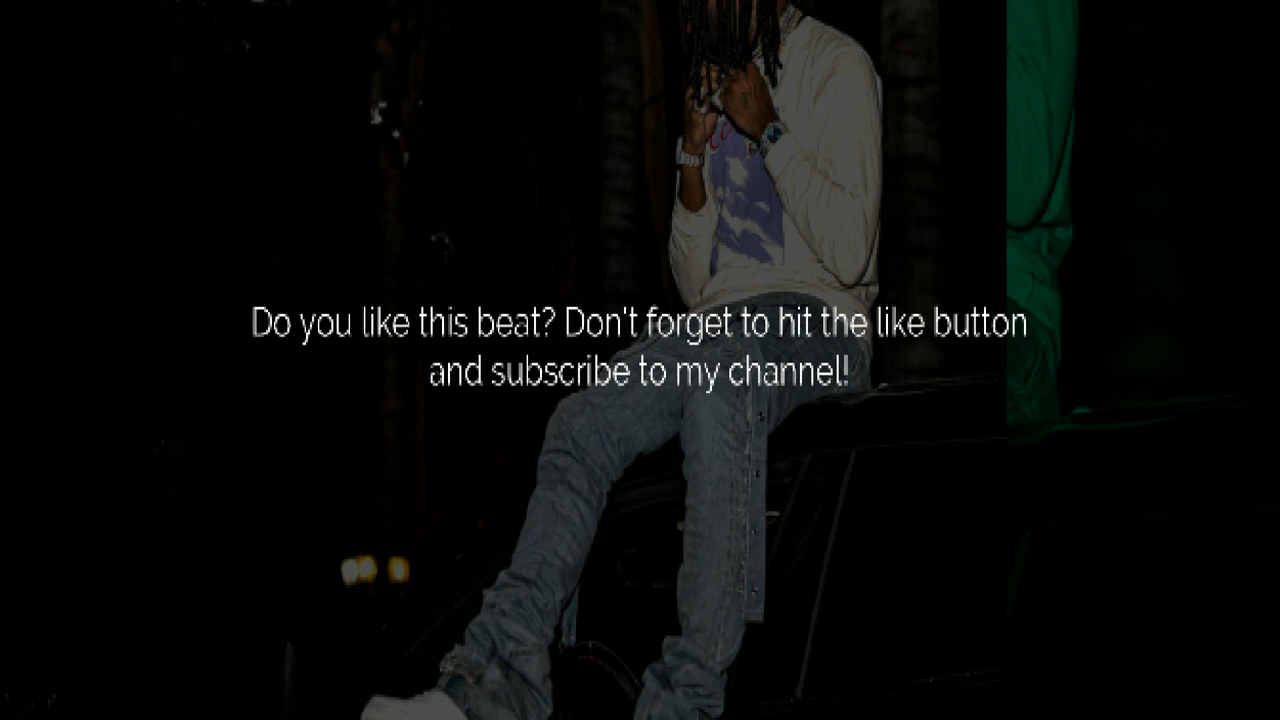 Do you like this beat? Don't forget to hit the like button
and subscribe to my channel!